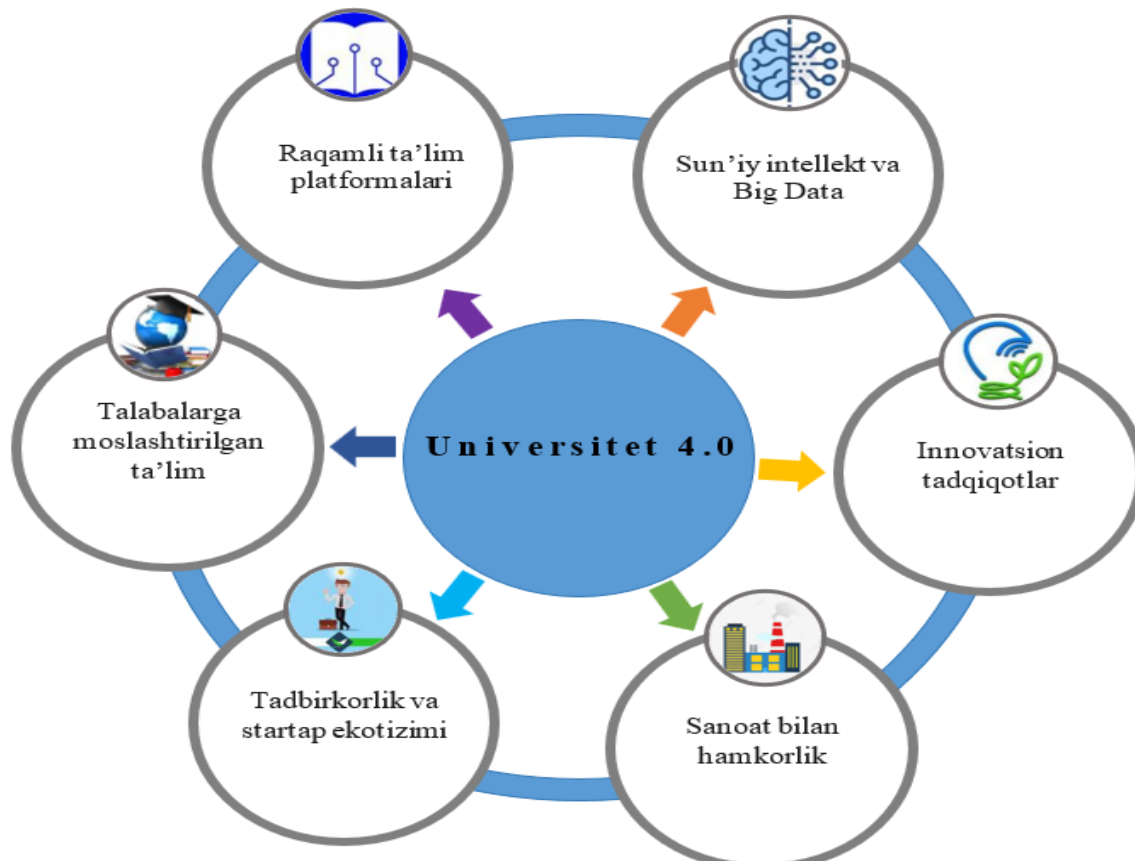 Raqamli ta’lim
platformalari
Sun’iy intellekt va
Big Data
Talabalarga
moslashtirilgan
ta’lim
Universitet 4.0
Innovatsion
tadqiqotlar
Tadbirkorlik va
startap ekotizimi
Sanoat bilan
hamkorlik